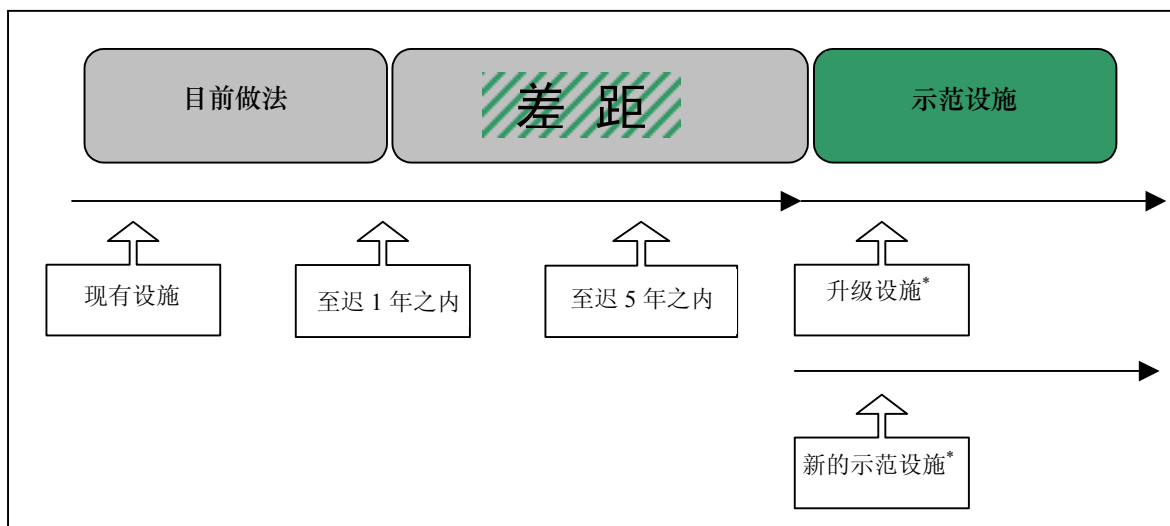 目前做法
差 距
示范设施
现有设施
至迟 1 年之内
至迟 5 年之内
升级设施*
新的示范设施*